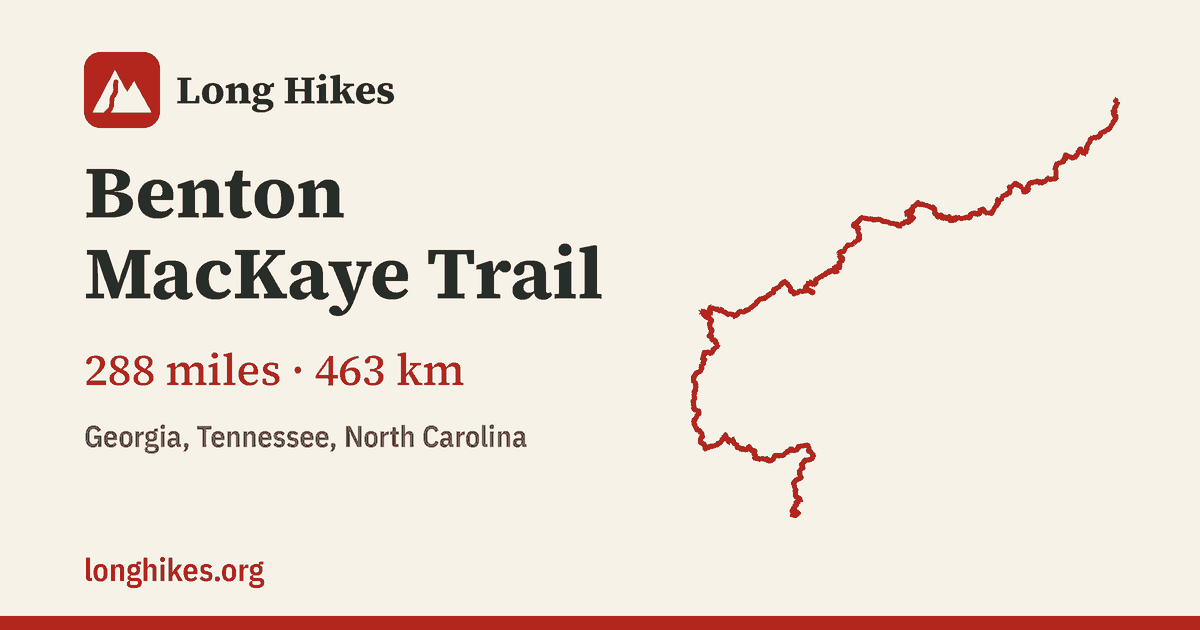 Long Hikes
Benton
MacKaye Trail
288 miles · 463 km
Georgia, Tennessee, North Carolina
longhikes.org